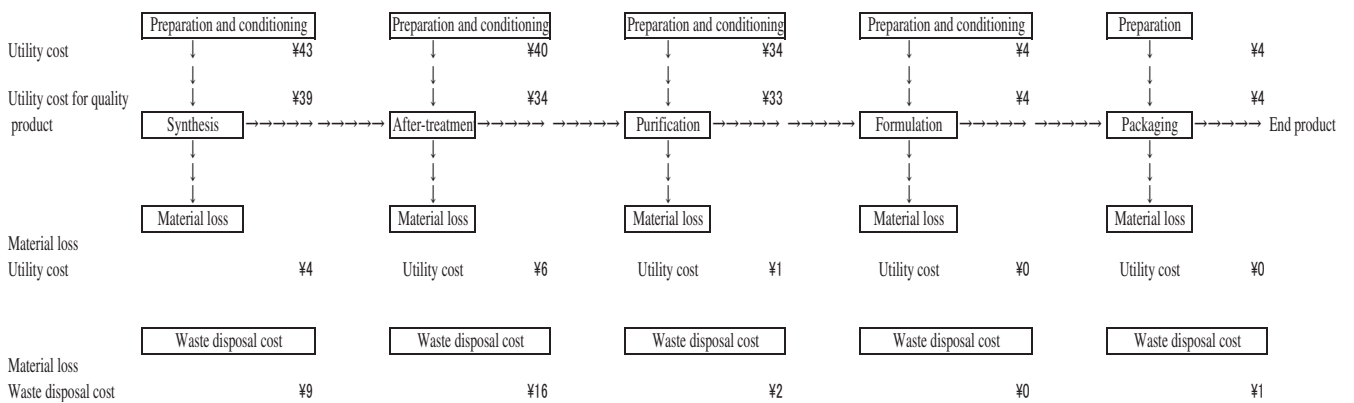 Preparation and conditioning Preparation and conditioning Preparation and conditioning Preparation and conditioning Preparation
Utility cost ¥43 ¥40 ¥34 ¥4 ¥4
Utility cost for quality ¥39 ¥34 ¥33 ¥4 ¥4
product Synthesis After-treatment Purification Formulation Packaging End product
Material loss Material loss Material loss Material loss Material loss
Material loss
Utility cost ¥4 Utility cost ¥6 Utility cost ¥1 Utility cost ¥0 Utility cost ¥0
Waste disposal cost Waste disposal cost Waste disposal cost Waste disposal cost Waste disposal cost
Material loss
Waste disposal cost ¥9 ¥16 ¥2 ¥0 ¥1